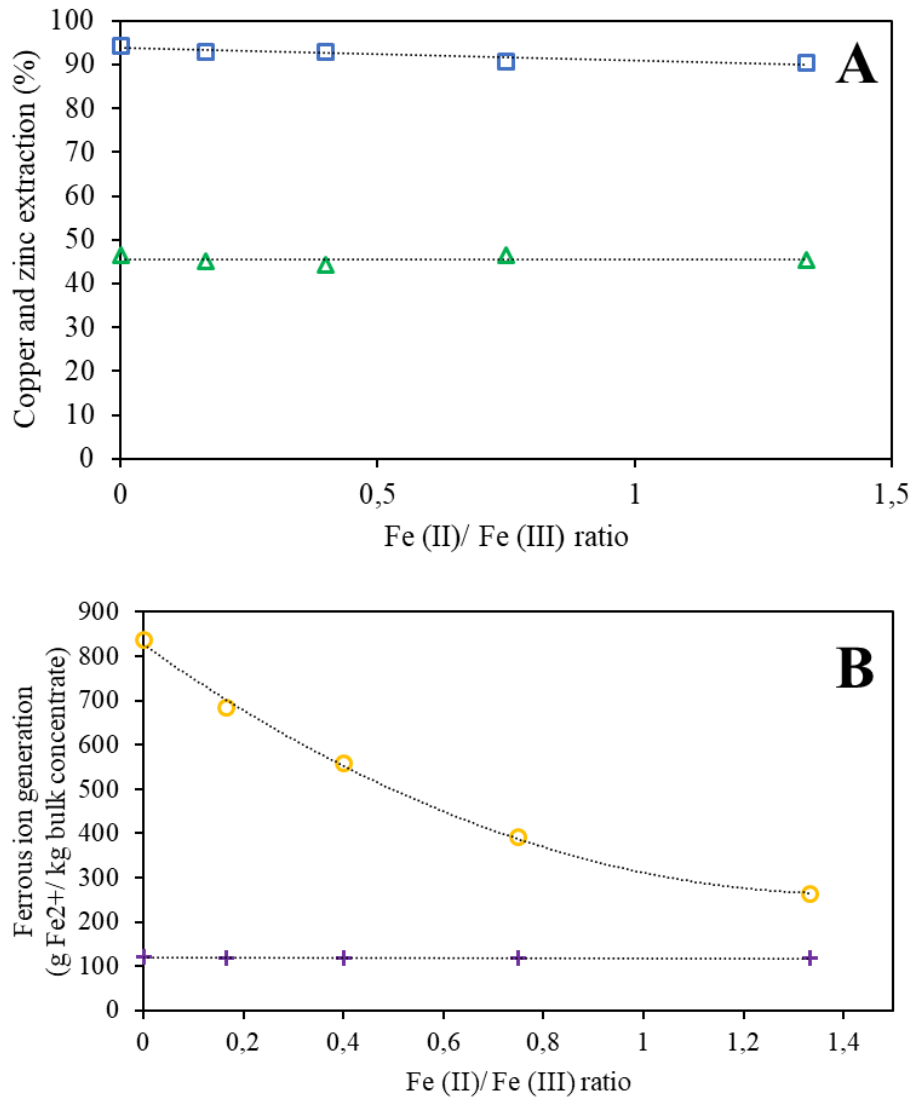 A
Copper and zinc extraction (%)
100
90
80
70
60
50
40
30
20
10
0
0 0,5 1 1,5
Fe (II)/ Fe (III) ratio
B
Ferrous ion generation
(g Fe2+/ kg bulk concentrate)
900
800
700
600
500
400
300
200
100
0
0 0,2 0,4 0,6 0,8 1 1,2 1,4
Fe (II)/ Fe (III) ratio